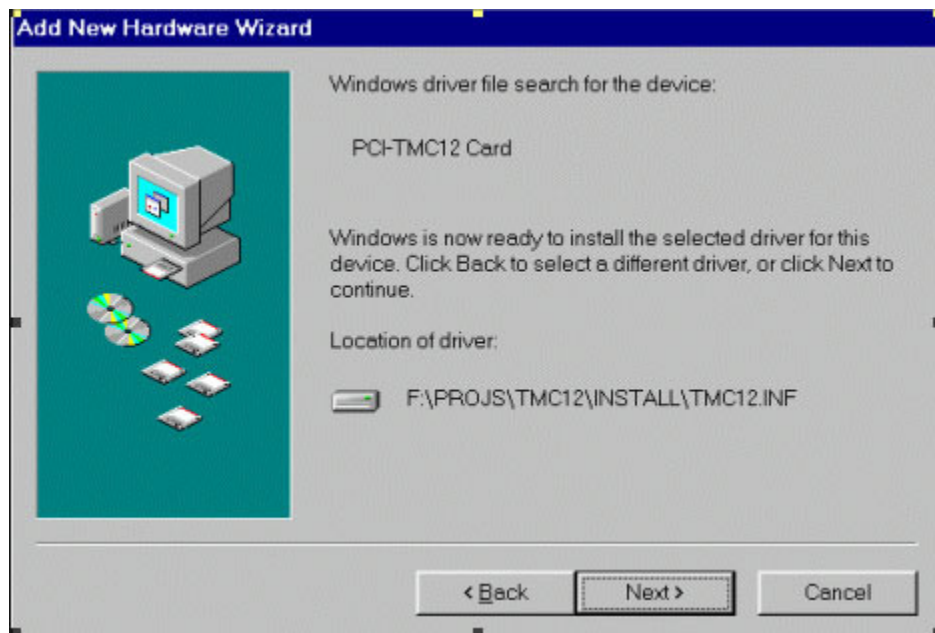 Add New Hardware Wizard
Windows driver file search for the device:
PCI-TMC12 Card
Windows is now ready to install the selected driver for this
device. Click Back to select a different driver, or click Next to
continue.
Location of driver:
F:\PROJS\TMC12\INSTALL\TMC12.INF
< Back
Next >
Cancel